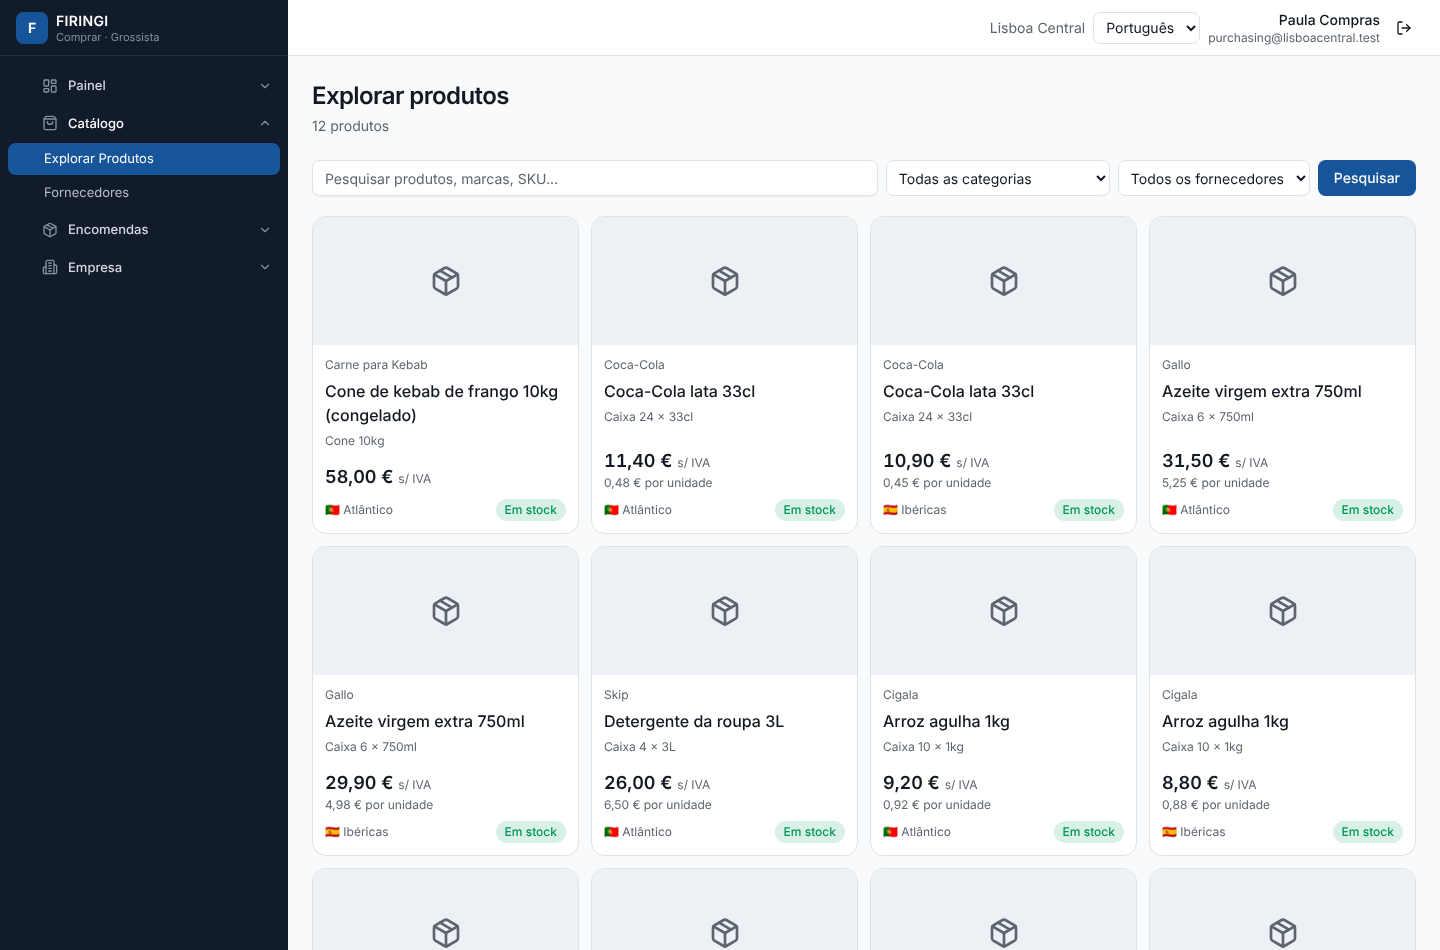 F
FIRINGI
Comprar · Grossista
Painel
Catálogo
Explorar Produtos
Fornecedores
Encomendas
Empresa
Lisboa Central
Português
Paula Compras
purchasing@lisboacentral.test
Explorar produtos
12 produtos
Pesquisar produtos, marcas, SKU...
Todas as categorias
Todos os fornecedores
Pesquisar
Carne para Kebab
Cone de kebab de frango 10kg
(congelado)
Cone 10kg
58,00 € s/ IVA
Atlântico
Em stock
Coca-Cola
Coca-Cola lata 33cl
Caixa 24 × 33cl
11,40 € s/ IVA
0,48 € por unidade
Atlântico
Em stock
Coca-Cola
Coca-Cola lata 33cl
Caixa 24 × 33cl
10,90 € s/ IVA
0,45 € por unidade
Ibéricas
Em stock
Gallo
Azeite virgem extra 750ml
Caixa 6 × 750ml
31,50 € s/ IVA
5,25 € por unidade
Atlântico
Em stock
Gallo
Azeite virgem extra 750ml
Caixa 6 × 750ml
29,90 € s/ IVA
4,98 € por unidade
Ibéricas
Em stock
Skip
Detergente da roupa 3L
Caixa 4 × 3L
26,00 € s/ IVA
6,50 € por unidade
Atlântico
Em stock
Cigala
Arroz agulha 1kg
Caixa 10 × 1kg
9,20 € s/ IVA
0,92 € por unidade
Atlântico
Em stock
Cigala
Arroz agulha 1kg
Caixa 10 × 1kg
8,80 € s/ IVA
0,88 € por unidade
Ibéricas
Em stock